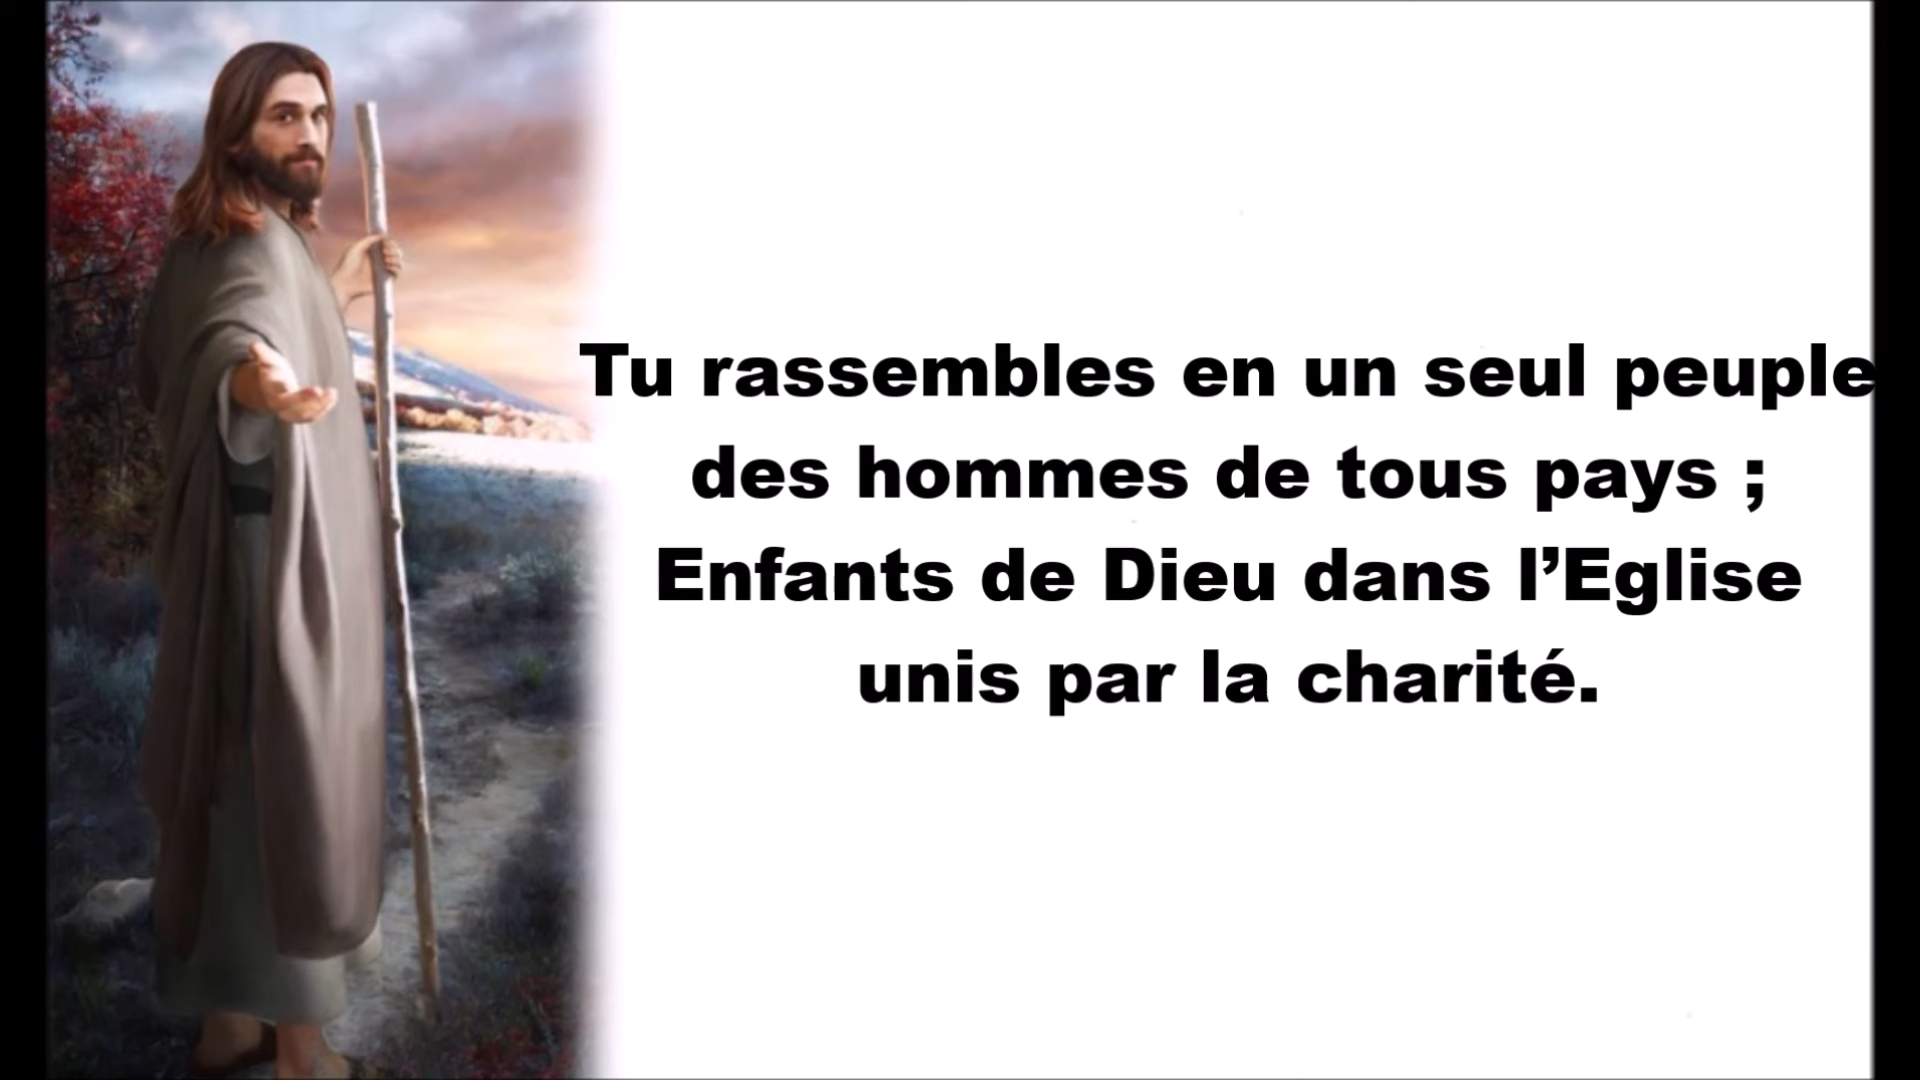 Tu rassembles en un seul peuple
des hommes de tous pays ;
Enfants de Dieu dans l’Eglise
unis par la charité.